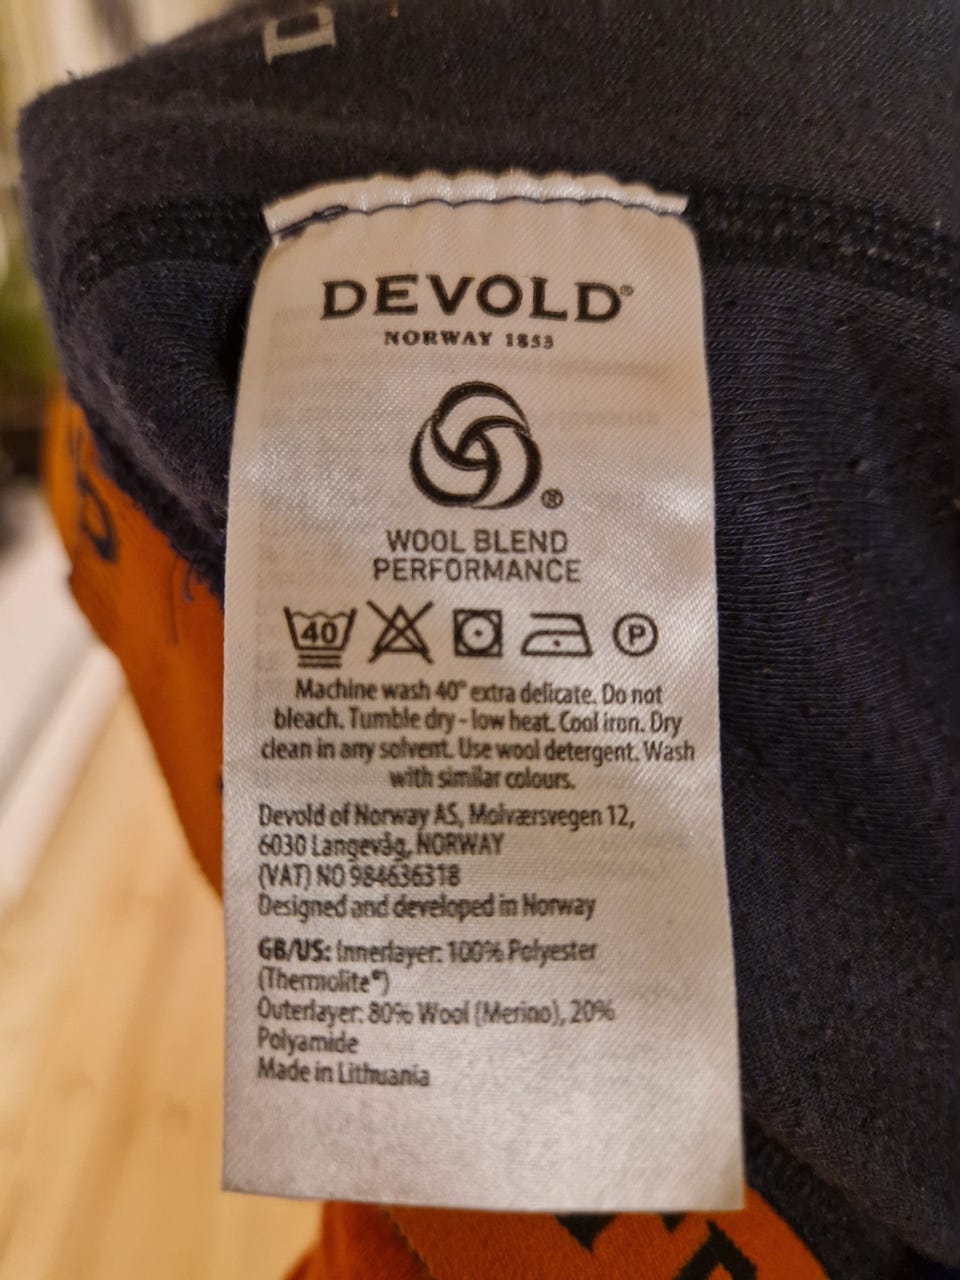 DEVOLD®
NORWAY 1853
®
WOOL BLEND
PERFORMANCE
40 P
Machine wash 40° extra delicate. Do not
bleach. Tumble dry - low heat. Cool iron. Dry
clean in any solvent. Use wool detergent. Wash
with similar colours.
Devold of Norway AS, Molværsvegen 12,
6030 Langevåg, NORWAY
(VAT) NO 984636318
Designed and developed in Norway
GB/US: Innerlayer: 100% Polyester
(Thermolite®)
Outerlayer: 80% Wool (Merino), 20%
Polyamide
Made in Lithuania